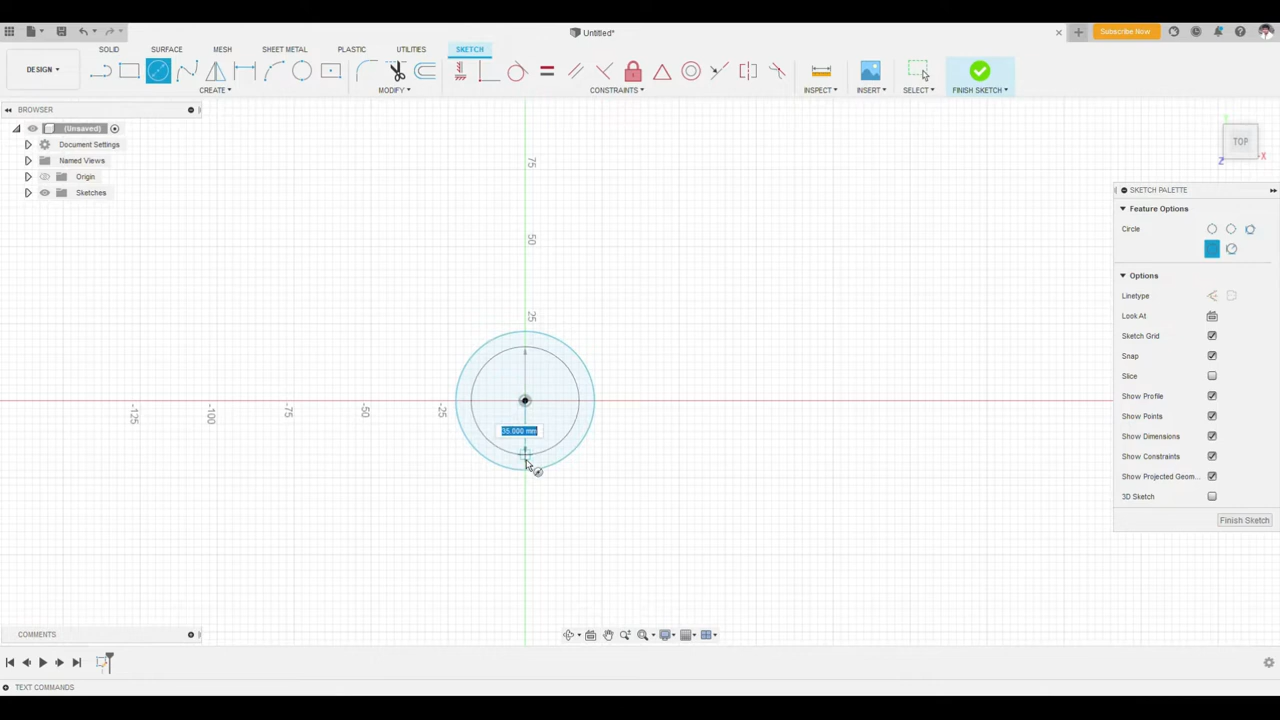 Untitled*
Subscribe Now
DESIGN
SOLID SURFACE MESH SHEET METAL PLASTIC UTILITIES SKETCH
CREATE MODIFY CONSTRAINTS INSPECT INSERT SELECT FINISH SKETCH
BROWSER
(Unsaved)
Document Settings
Named Views
Origin
Sketches
TOP
Y
X
Z
75
50
25
-125 -100 -75 -50 -25
35.000 mm
SKETCH PALETTE
Feature Options
Circle
Options
Linetype
Look At
Sketch Grid
Snap
Slice
Show Profile
Show Points
Show Dimensions
Show Constraints
Show Projected Geom...
3D Sketch
Finish Sketch
COMMENTS
TEXT COMMANDS